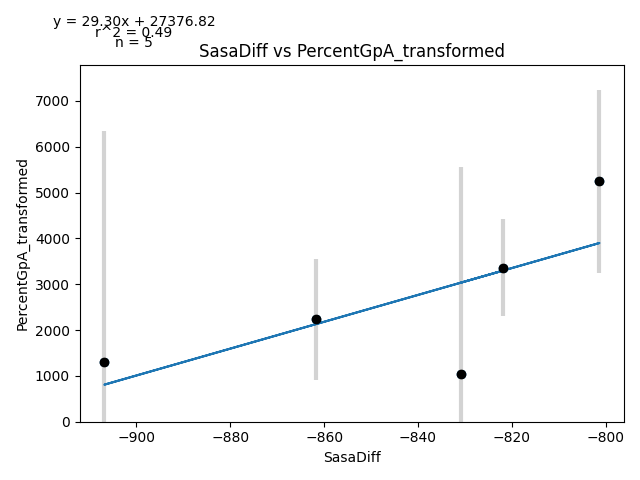 y = 29.30x + 27376.82
r^2 = 0.49
n = 5
SasaDiff vs PercentGpA_transformed
PercentGpA_transformed
7000
6000
5000
4000
3000
2000
1000
0
−900
−880
−860
−840
−820
−800
SasaDiff